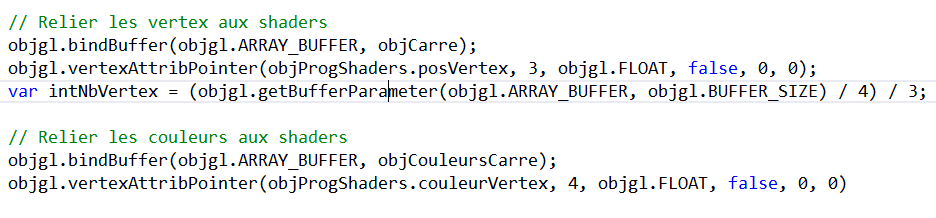 // Relier les vertex aux shaders
objgl.bindBuffer(objgl.ARRAY_BUFFER, objCarre);
objgl.vertexAttribPointer(objProgShaders.posVertex, 3, objgl.FLOAT, false, 0, 0);
var intNbVertex = (objgl.getBufferParameter(objgl.ARRAY_BUFFER, objgl.BUFFER_SIZE) / 4) / 3;
// Relier les couleurs aux shaders
objgl.bindBuffer(objgl.ARRAY_BUFFER, objCouleursCarre);
objgl.vertexAttribPointer(objProgShaders.couleurVertex, 4, objgl.FLOAT, false, 0, 0)